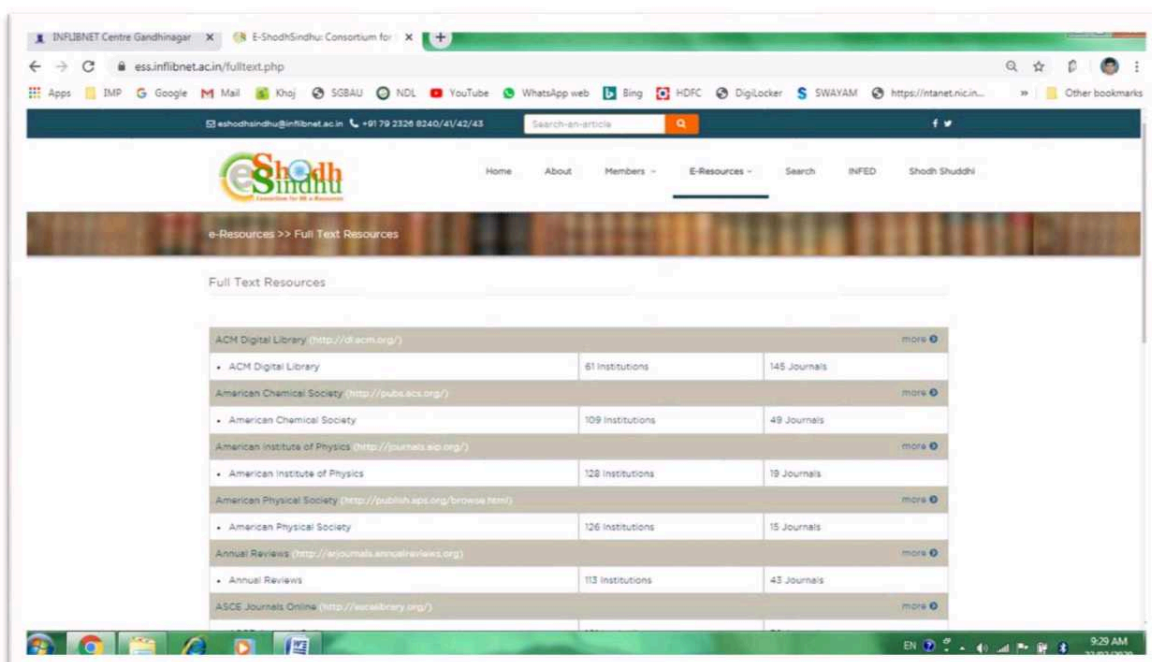 INFLIBNET Centre Gandhinagar X E-ShodhSindhu: Consortium for X +
ess.inflibnet.ac.in/fulltext.php
Apps IMP Google Mail Khoj SGBAU NDL YouTube WhatsApp web Bing HDFC DigiLocker SWAYAM https://ntanet.nic.in... » Other bookmarks
eshodhsindhu@inflibnet.ac.in +91 79 2326 8240/41/42/43 Search-en-article
e Shodh Sindhu
Consortium for HE e-Resources
Home About Members E-Resources Search INFED Shodh Shuddhi
e-Resources >> Full Text Resources
Full Text Resources
ACM Digital Library (http://dl.acm.org/) more
• ACM Digital Library 61 Institutions 145 Journals
American Chemical Society (http://pubs.acs.org/) more
• American Chemical Society 109 Institutions 49 Journals
American Institute of Physics (http://journals.aip.org/) more
• American Institute of Physics 128 Institutions 19 Journals
American Physical Society (http://publish.aps.org/browse.html) more
• American Physical Society 126 Institutions 15 Journals
Annual Reviews (http://arjournals.annualreviews.org) more
• Annual Reviews 113 Institutions 43 Journals
ASCE Journals Online (http://ascelibrary.org/) more
EN 9:29 AM